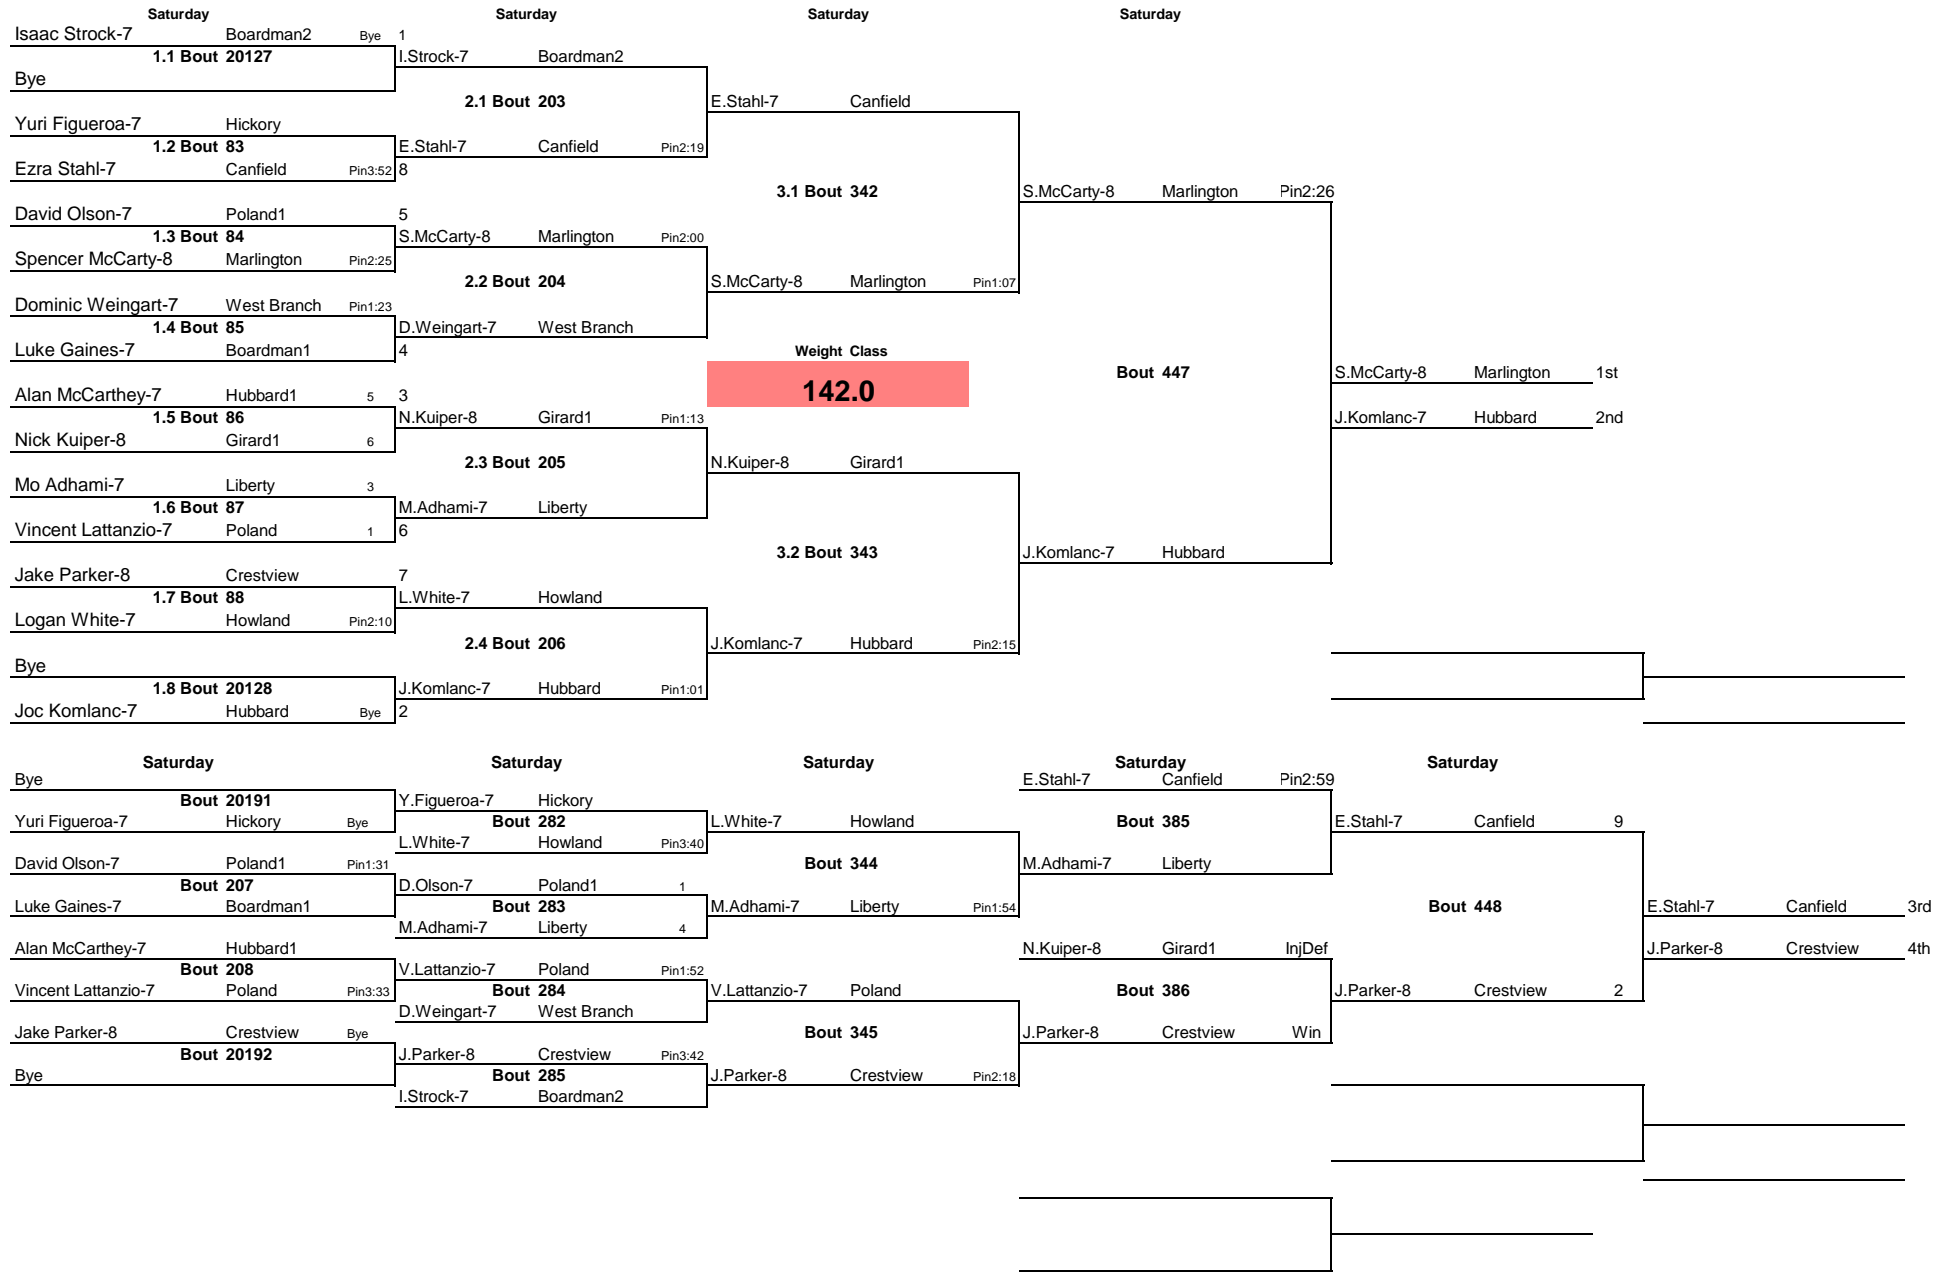 Saturday Saturday Saturday Saturday
Isaac Strock-7 Boardman2 Bye 1
1.1 Bout 20127 I.Strock-7 Boardman2
Bye
2.1 Bout 203 E.Stahl-7 Canfield
Yuri Figueroa-7 Hickory
1.2 Bout 83 E.Stahl-7 Canfield Pin2:19
Ezra Stahl-7 Canfield Pin3:52 8
3.1 Bout 342 S.McCarty-8 Marlington Pin2:26
David Olson-7 Poland1 5
1.3 Bout 84 S.McCarty-8 Marlington Pin2:00
Spencer McCarty-8 Marlington Pin2:25
2.2 Bout 204 S.McCarty-8 Marlington Pin1:07
Dominic Weingart-7 West Branch Pin1:23
1.4 Bout 85 D.Weingart-7 West Branch
Luke Gaines-7 Boardman1 4 Weight Class
Bout 447 S.McCarty-8 Marlington 1st
Alan McCarthey-7 Hubbard1 5 3 142.0
1.5 Bout 86 N.Kuiper-8 Girard1 Pin1:13 J.Komlanc-7 Hubbard 2nd
Nick Kuiper-8 Girard1 6
2.3 Bout 205 N.Kuiper-8 Girard1
Mo Adhami-7 Liberty 3
1.6 Bout 87 M.Adhami-7 Liberty
Vincent Lattanzio-7 Poland 1 6
3.2 Bout 343 J.Komlanc-7 Hubbard
Jake Parker-8 Crestview 7
1.7 Bout 88 L.White-7 Howland
Logan White-7 Howland Pin2:10
2.4 Bout 206 J.Komlanc-7 Hubbard Pin2:15
Bye
1.8 Bout 20128 J.Komlanc-7 Hubbard Pin1:01
Joc Komlanc-7 Hubbard Bye 2
Saturday Saturday Saturday Saturday Saturday
Bye E.Stahl-7 Canfield Pin2:59
Bout 20191 Y.Figueroa-7 Hickory
Yuri Figueroa-7 Hickory Bye Bout 282 L.White-7 Howland Bout 385 E.Stahl-7 Canfield 9
L.White-7 Howland Pin3:40
David Olson-7 Poland1 Pin1:31 Bout 344 M.Adhami-7 Liberty
Bout 207 D.Olson-7 Poland1 1
Luke Gaines-7 Boardman1 Bout 283 M.Adhami-7 Liberty Pin1:54 Bout 448 E.Stahl-7 Canfield 3rd
M.Adhami-7 Liberty 4
Alan McCarthey-7 Hubbard1 N.Kuiper-8 Girard1 InjDef J.Parker-8 Crestview 4th
Bout 208 V.Lattanzio-7 Poland Pin1:52
Vincent Lattanzio-7 Poland Pin3:33 Bout 284 V.Lattanzio-7 Poland Bout 386 J.Parker-8 Crestview 2
D.Weingart-7 West Branch
Jake Parker-8 Crestview Bye Bout 345 J.Parker-8 Crestview Win
Bout 20192 J.Parker-8 Crestview Pin3:42
Bye Bout 285 J.Parker-8 Crestview Pin2:18
I.Strock-7 Boardman2